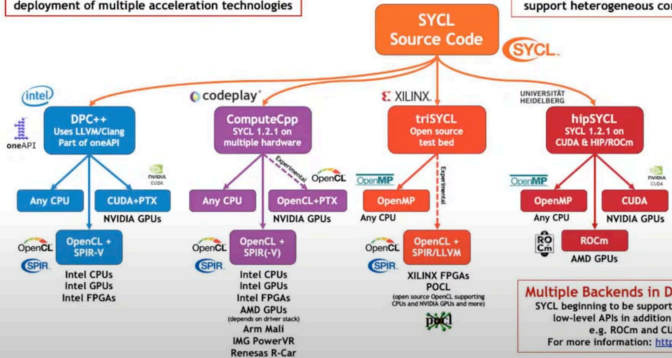 deployment of multiple acceleration technologies
support heterogeneous co
SYCL
Source Code
SYCL
intel
oneAPI
DPC++
Uses LLVM/Clang
Part of oneAPI
codeplay
ComputeCpp
SYCL 1.2.1 on
multiple hardware
XILINX
triSYCL
Open source
test bed
UNIVERSITÄT
HEIDELBERG
hipSYCL
SYCL 1.2.1 on
CUDA & HIP/ROCm
NVIDIA
CUDA
Any CPU
CUDA+PTX
NVIDIA GPUs
OpenCL +
SPIR-V
OpenCL
SPIR
Intel CPUs
Intel GPUs
Intel FPGAs
Experimental
OpenCL
Any CPU
OpenCL+PTX
NVIDIA GPUs
OpenCL +
SPIR(-V)
OpenCL
SPIR
Intel CPUs
Intel GPUs
Intel FPGAs
AMD GPUs
(depends on driver stack)
Arm Mali
IMG PowerVR
Renesas R-Car
OpenMP
OpenMP
Any CPU
Experimental
OpenCL +
SPIR/LLVM
OpenCL
SPIR
XILINX FPGAs
POCL
(open source OpenCL supporting
CPUs and NVIDIA GPUs and more)
pocl
OpenMP
OpenMP
Any CPU
NVIDIA
CUDA
CUDA
NVIDIA GPUs
ROCm
ROCm
AMD GPUs
Multiple Backends in D
SYCL beginning to be support
low-level APIs in addition
e.g. ROCm and CU
For more information: http